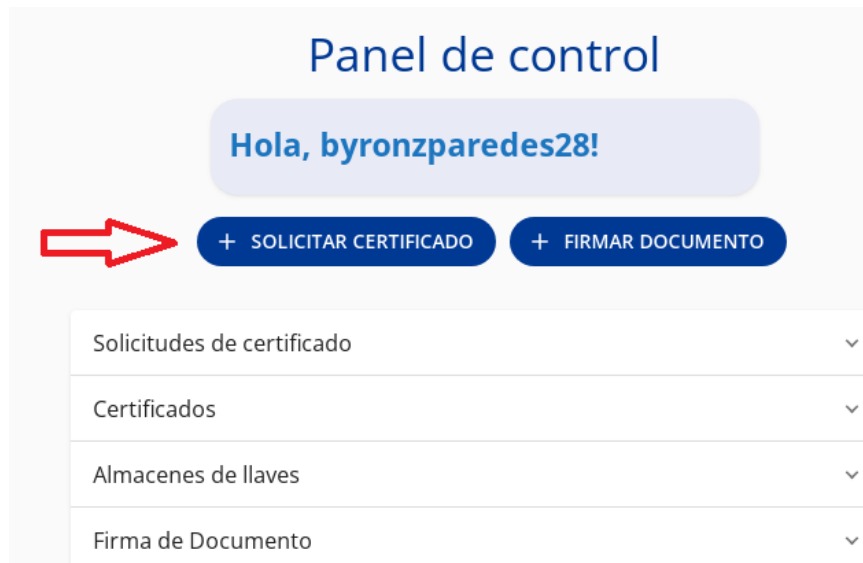 Panel de control
Hola, byronzparedes28!
+ SOLICITAR CERTIFICADO + FIRMAR DOCUMENTO
Solicitudes de certificado
Certificados
Almacenes de llaves
Firma de Documento